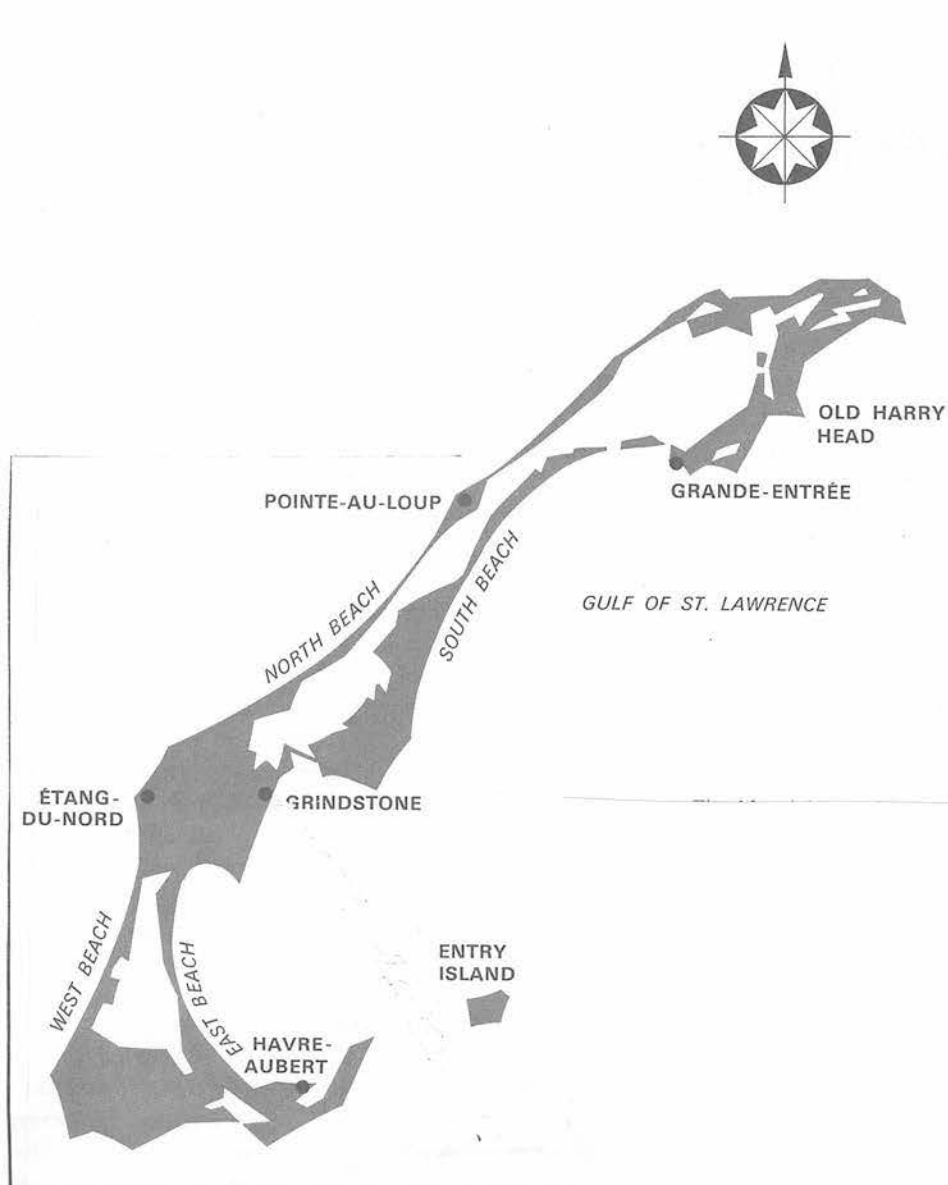 OLD HARRY
HEAD
POINTE-AU-LOUP
GRANDE-ENTRÉE
NORTH BEACH
SOUTH BEACH
GULF OF ST. LAWRENCE
ÉTANG-
DU-NORD
GRINDSTONE
WEST BEACH
EAST BEACH
ENTRY
ISLAND
HAVRE-
AUBERT